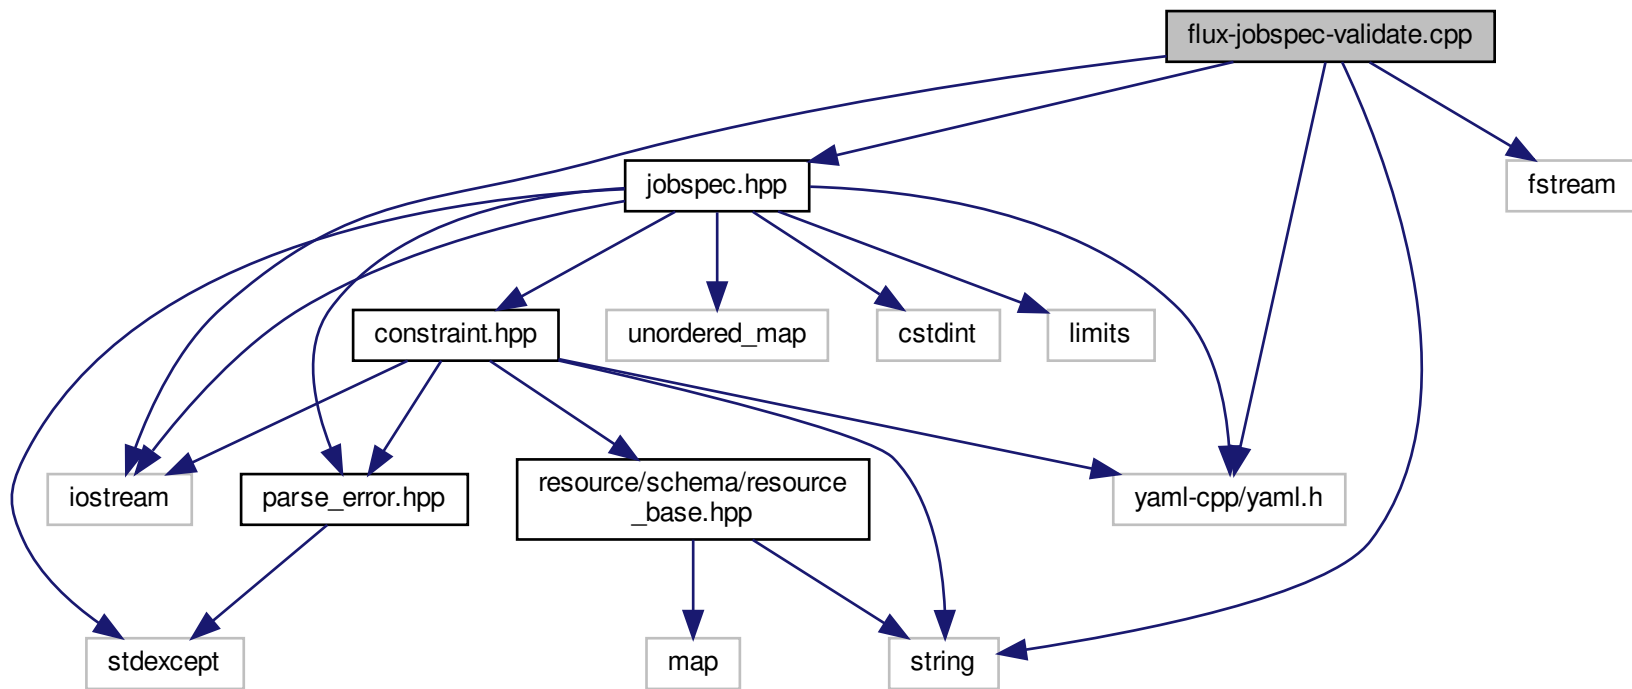 flux-jobspec-validate.cpp
jobspec.hpp
fstream
constraint.hpp
unordered_map
cstdint
limits
iostream
parse_error.hpp
resource/schema/resource
_base.hpp
yaml-cpp/yaml.h
stdexcept
map
string